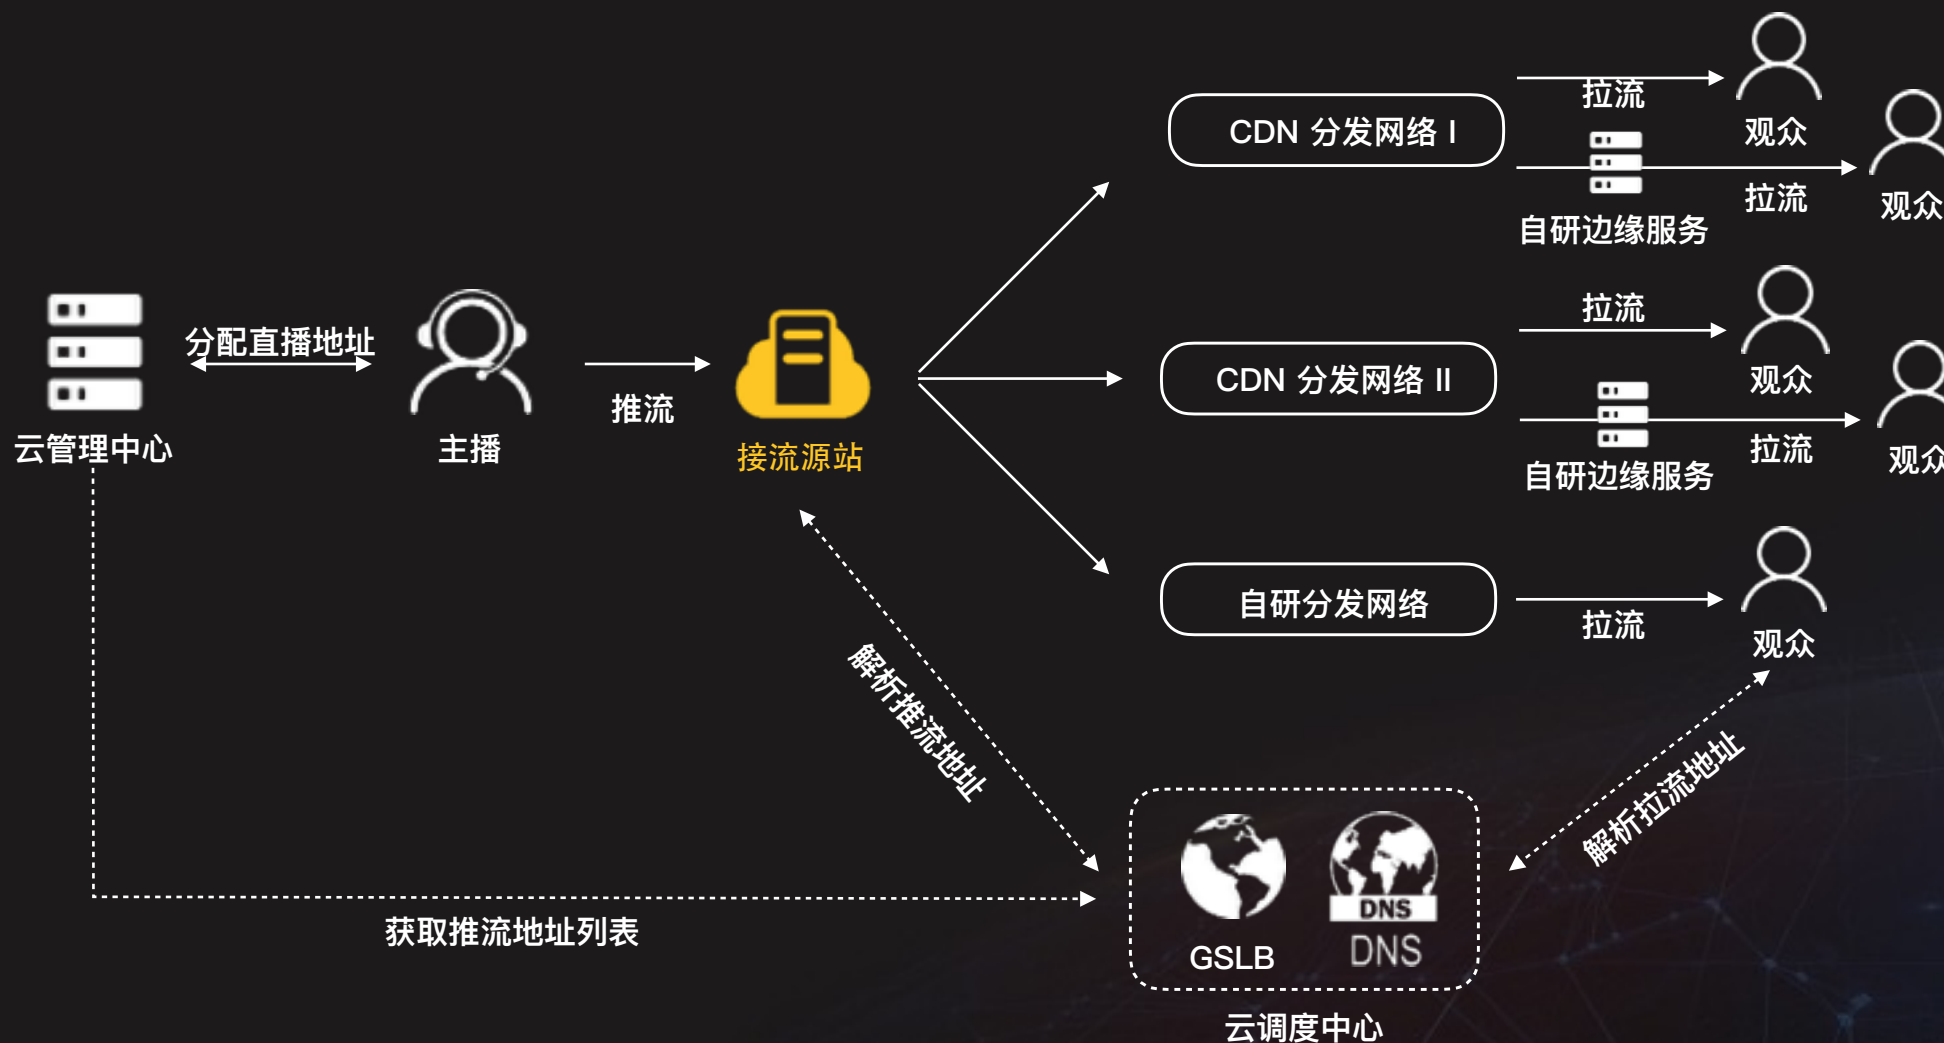 拉流
观众
CDN 分发网络 I
拉流
观众
自研边缘服务
分配直播地址
拉流
观众
CDN 分发网络 II
推流
云管理中心
主播
接流源站
拉流
观众
自研边缘服务
自研分发网络
拉流
观众
解析推流地址
解析拉流地址
获取推流地址列表
DNS
GSLB
DNS
云调度中心